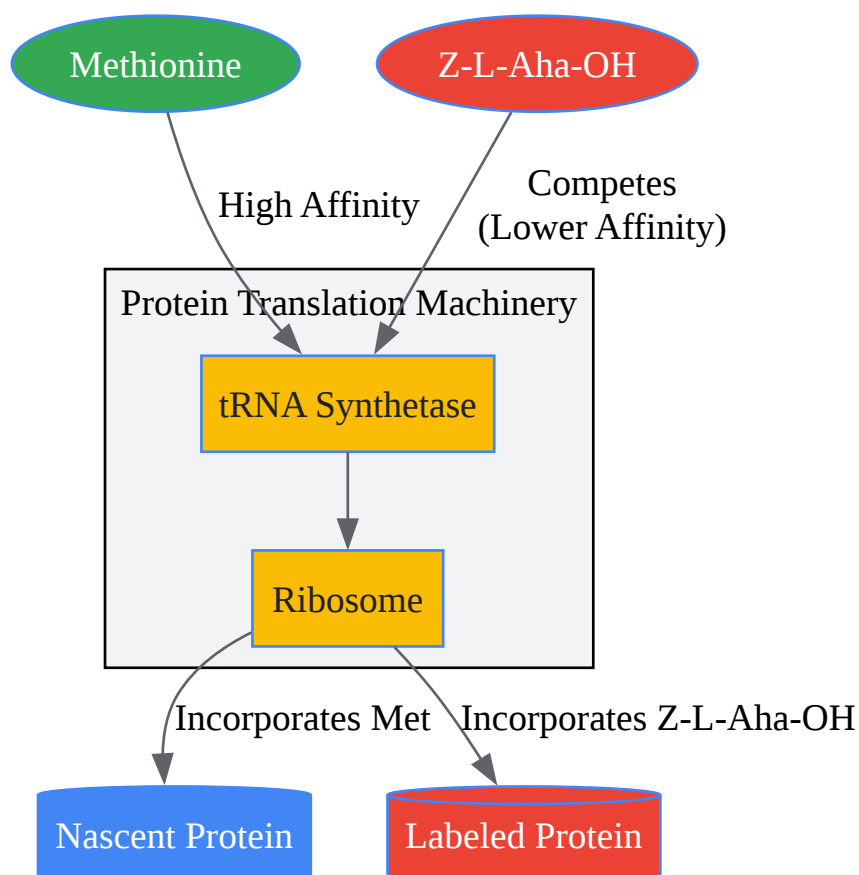 Methionine
Z-L-Aha-OH
High Affinity
Competes
(Lower Affinity)
Protein Translation Machinery
tRNA Synthetase
Ribosome
Incorporates Met
Incorporates Z-L-Aha-OH
Nascent Protein
Labeled Protein